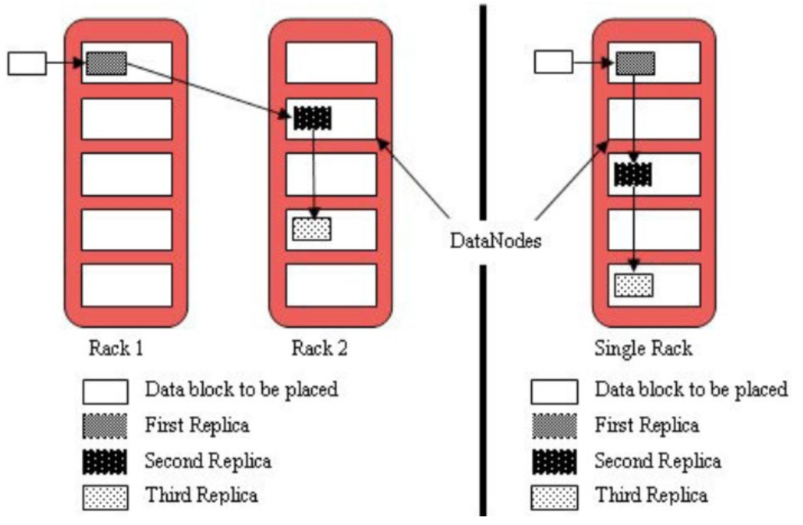 DataNodes
Rack 1
Rack 2
Single Rack
Data block to be placed
First Replica
Second Replica
Third Replica
Data block to be placed
First Replica
Second Replica
Third Replica